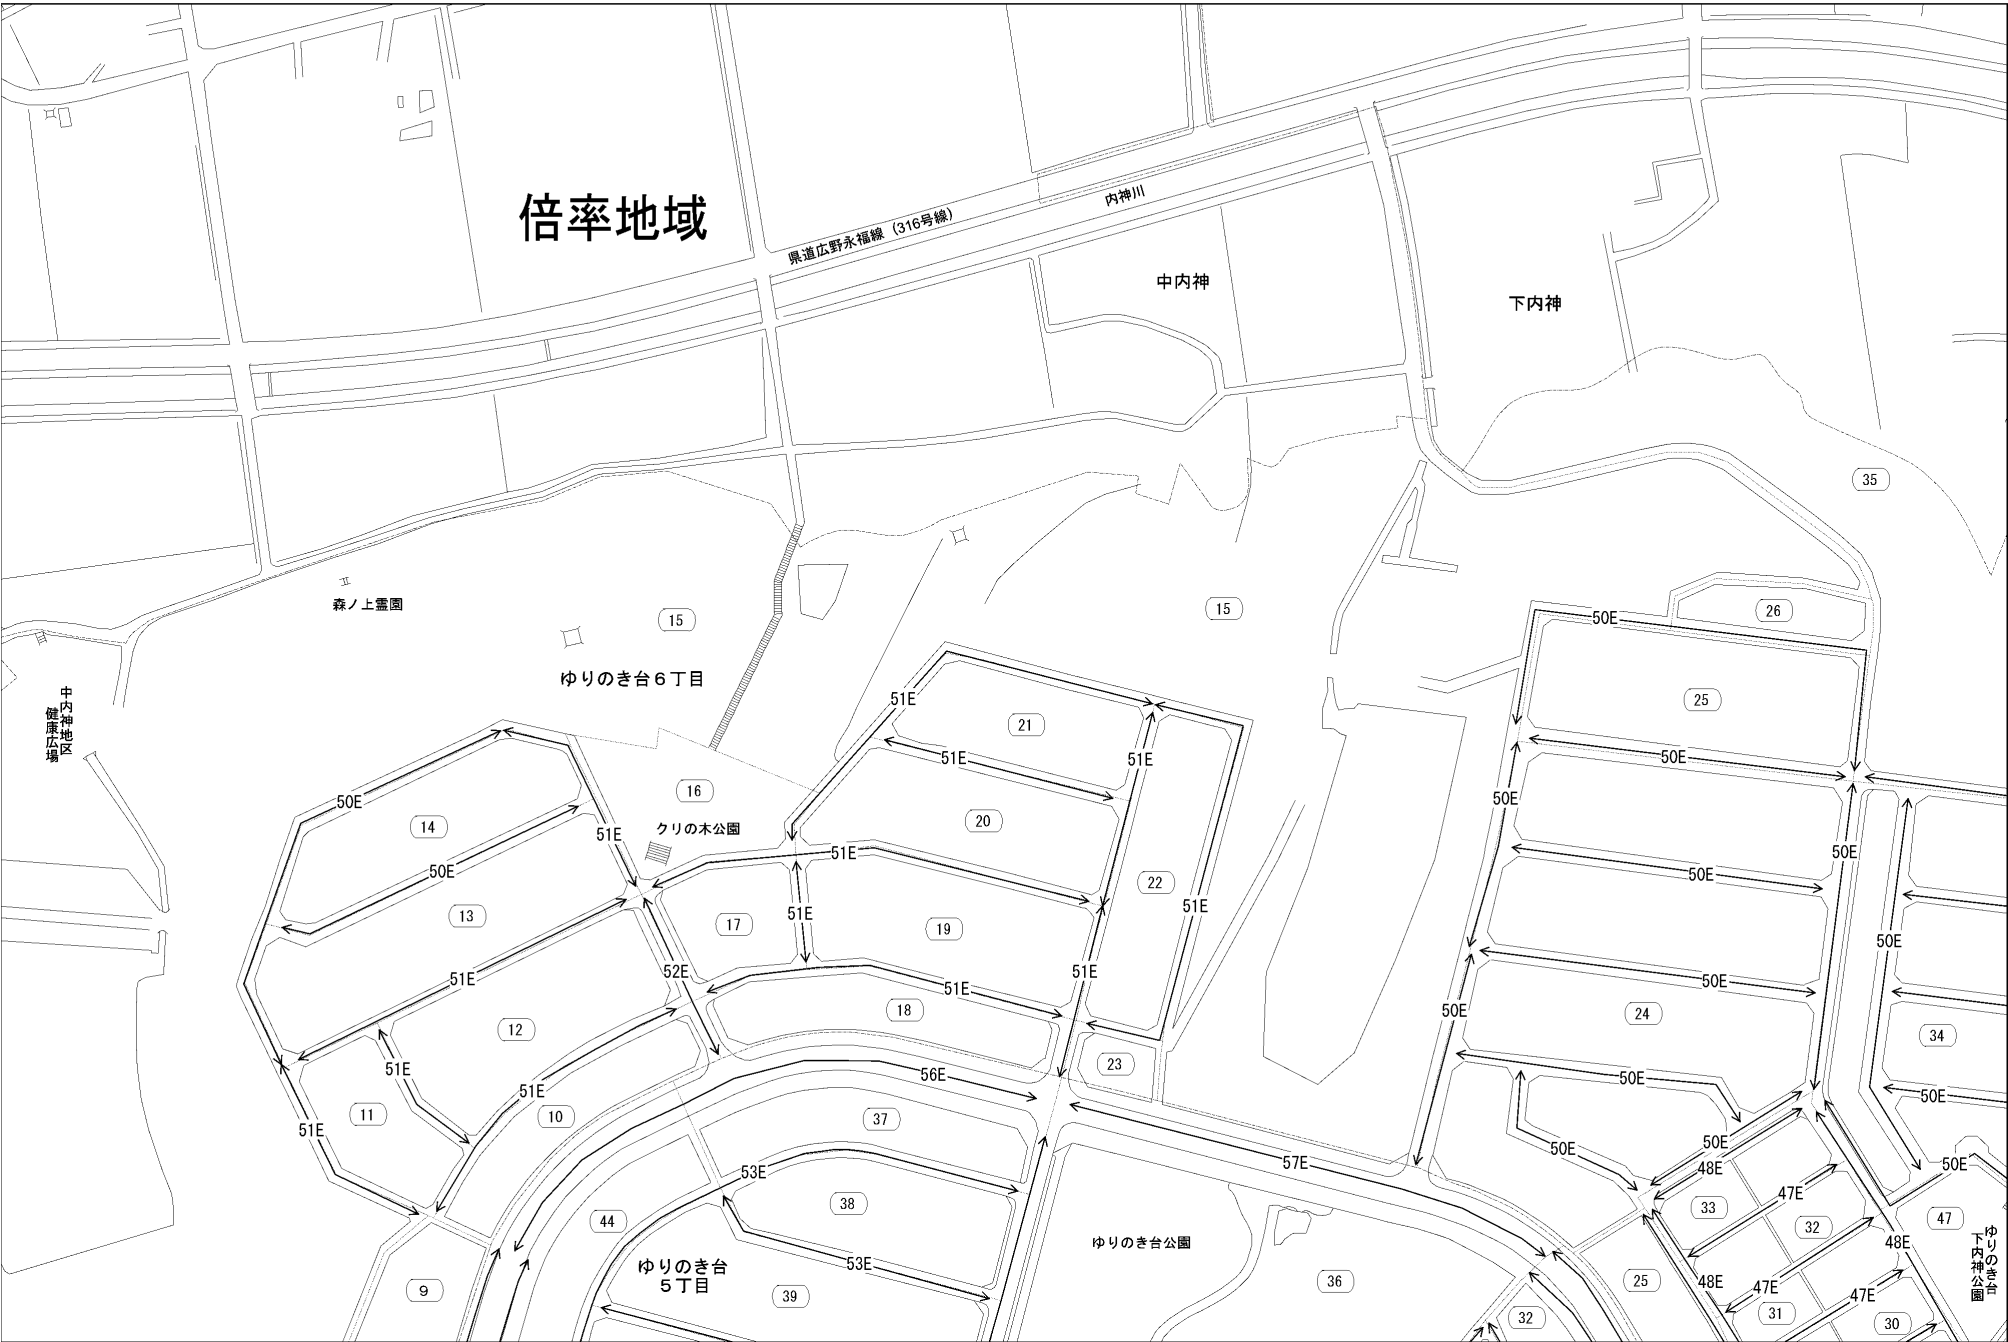 倍率地域
県道広野永福線（316号線）
内神川
中内神
下内神
35
森ノ上霊園
15
15
26
50E
ゆりのき台６丁目
中内神地区
健康広場
51E
21
25
51E
51E
50E
16
50E
50E
14
クリの木公園
20
51E
51E
50E
50E
50E
22
13
51E
51E
17
19
50E
51E
52E
51E
51E
50E
18
50E
24
12
34
23
51E
56E
50E
51E
50E
11
10
37
51E
50E
50E
57E
53E
48E
50E
47E
38
33
44
32
47
ゆりのき台公園
ゆりのき台
下内神公園
48E
ゆりのき台
５丁目
53E
36
25
48E
47E
９
39
47E
31
32
30